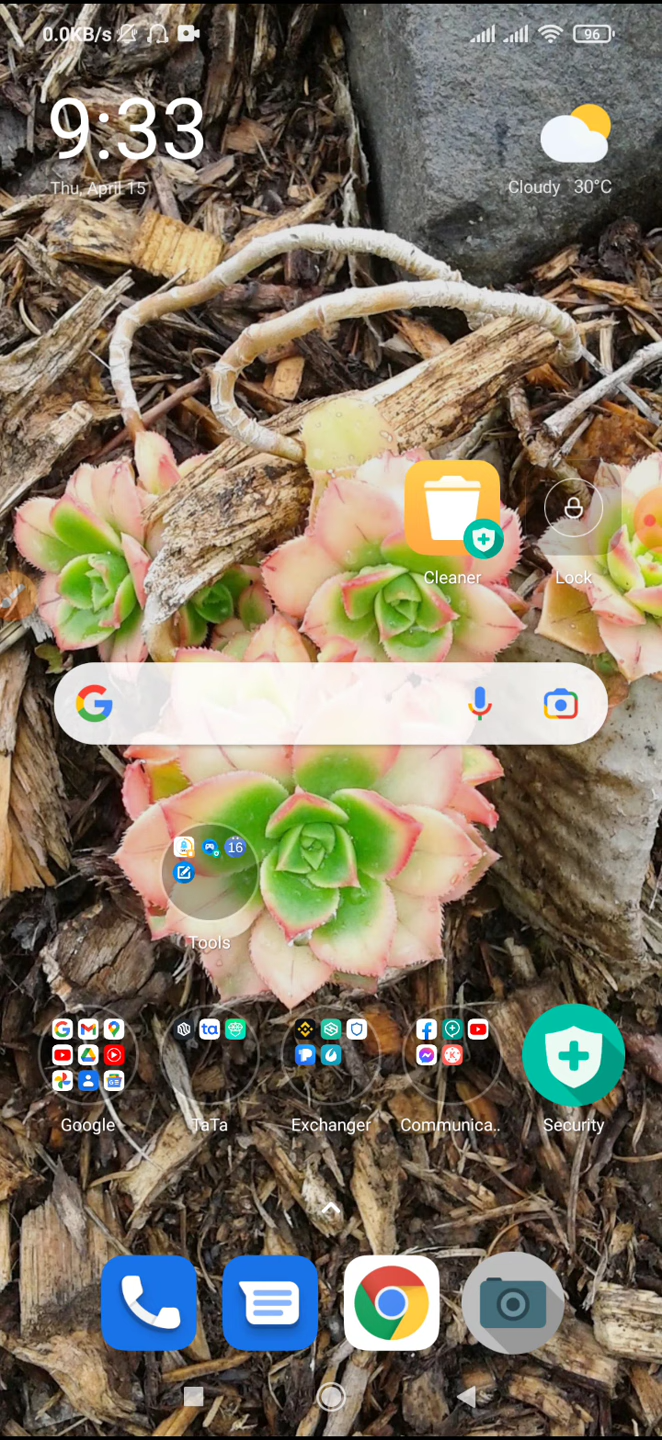 0.0KB/s
96
9:33
Thu, April 15
Cloudy 30°C
Cleaner
Lock
16
Tools
Google
TaTa
Exchanger
Communica..
Security